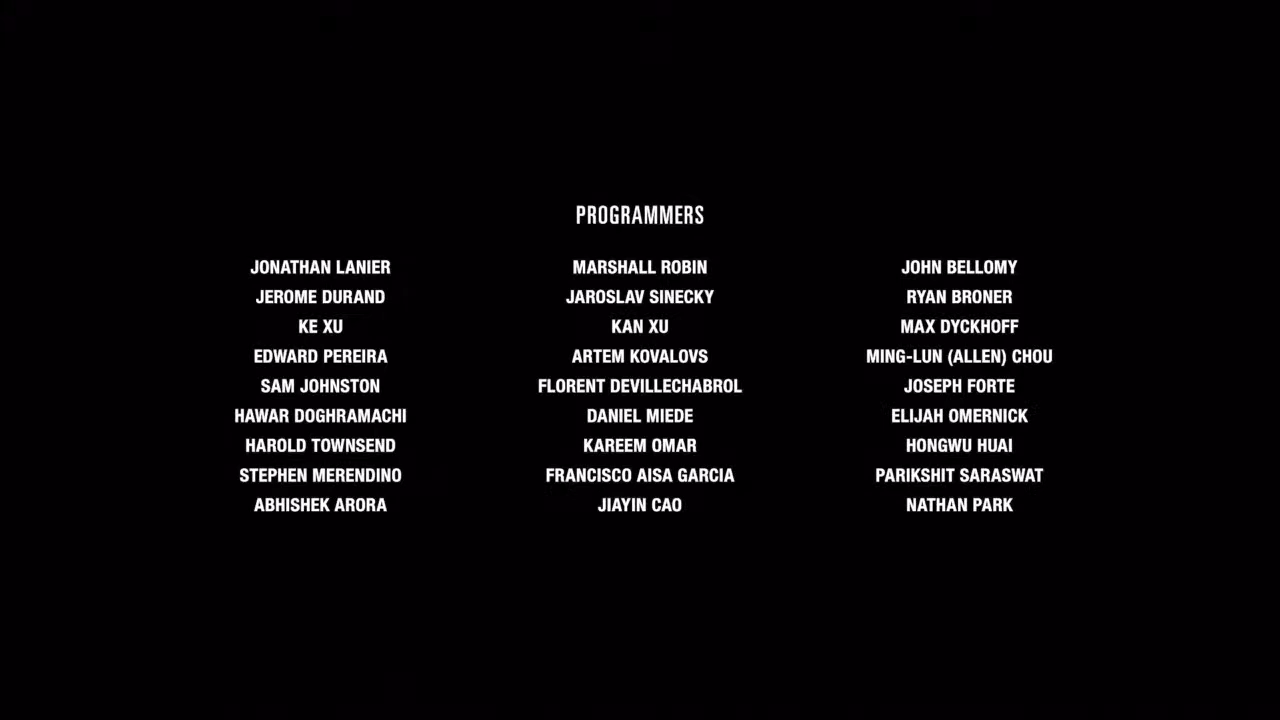 PROGRAMMERS
JONATHAN LANIER MARSHALL ROBIN JOHN BELLOMY
JEROME DURAND JAROSLAV SINECKY RYAN BRONER
KE XU KAN XU MAX DYCKHOFF
EDWARD PEREIRA ARTEM KOVALOVS MING-LUN (ALLEN) CHOU
SAM JOHNSTON FLORENT DEVILLECHABROL JOSEPH FORTE
HAWAR DOGHRAMACHI DANIEL MIEDE ELIJAH OMERNICK
HAROLD TOWNSEND KAREEM OMAR HONGWU HUAI
STEPHEN MERENDINO FRANCISCO AISA GARCIA PARIKSHIT SARASWAT
ABHISHEK ARORA JIAYIN CAO NATHAN PARK